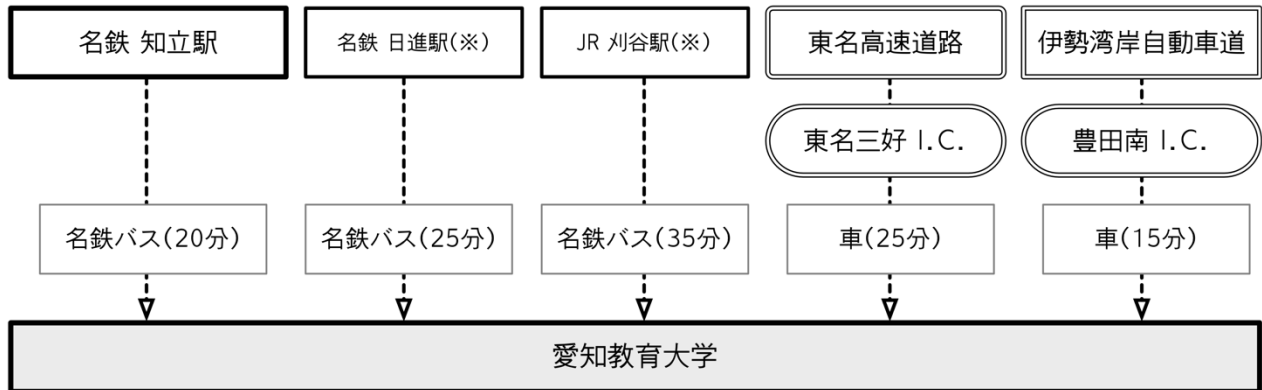 名鉄 知立駅
名鉄 日進駅(※)
JR 刈谷駅(※)
東名高速道路
伊勢湾岸自動車道
東名三好 I.C.
豊田南 I.C.
名鉄バス(20分)
名鉄バス(25分)
名鉄バス(35分)
車(25分)
車(15分)
愛知教育大学